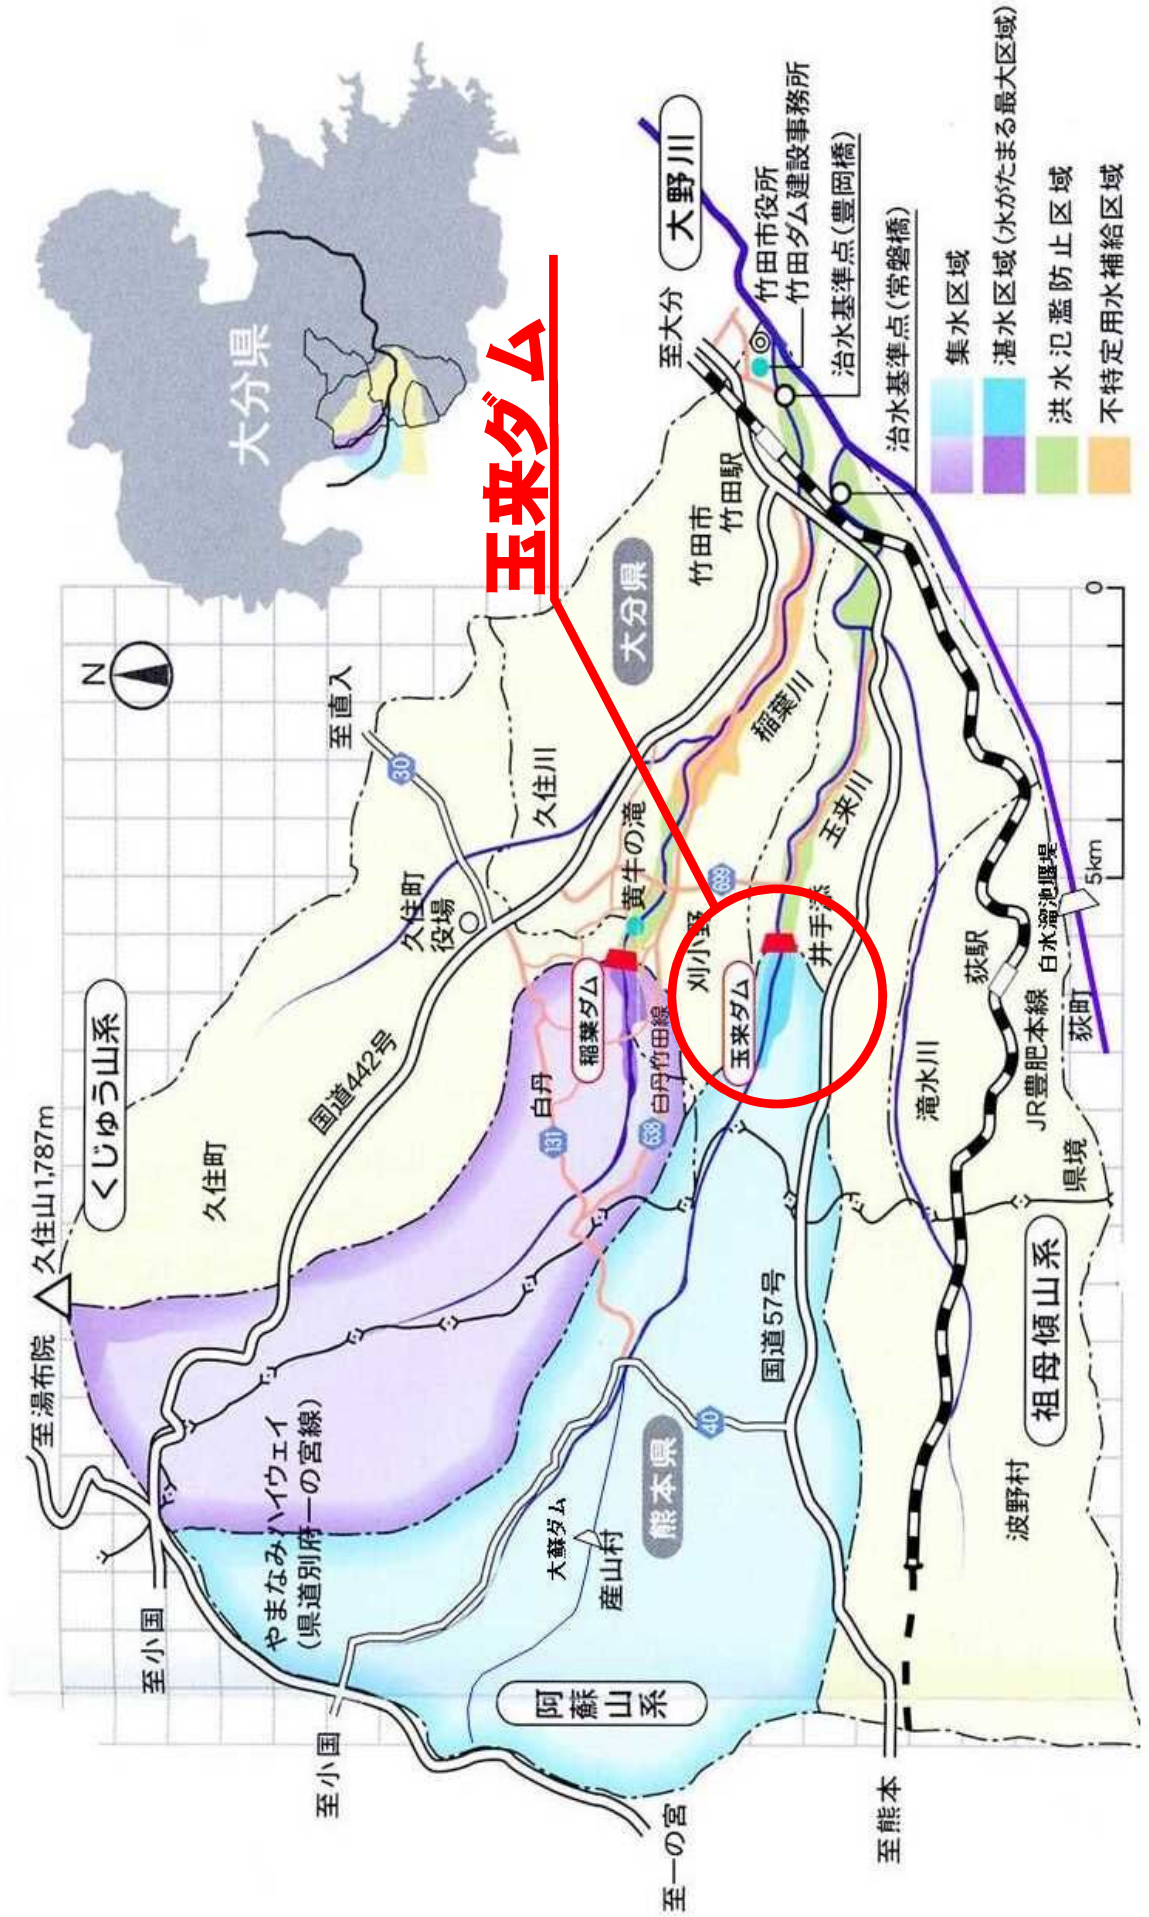 大分県
玉来ダム
N
至直入
30
至湯布院
久住山1,787m
くじゅう山系
久住町
国道442号
久住町
役場
久住川
黄牛の滝
大分県
竹田市
竹田駅
至大分
大野川
竹田市役所
竹田ダム建設事務所
治水基準点(豊岡橋)
治水基準点(常磐橋)
集水区域
湛水区域(水がたまる最大区域)
洪水氾濫防止区域
不特定用水補給区域
稲葉川
玉来川
稲葉ダム
白丹
131
白丹竹田線
638
刈小野
669
玉来ダム
井手添
滝水川
荻駅
白水溜池堰堤
JR豊肥本線
荻町
県境
0
5km
至小国
やまなみハイウェイ
(県道別府一の宮線)
至小国
大蘇ダム
産山村
熊本県
40
国道57号
祖母傾山系
波野村
阿蘇山系
至一の宮
至熊本